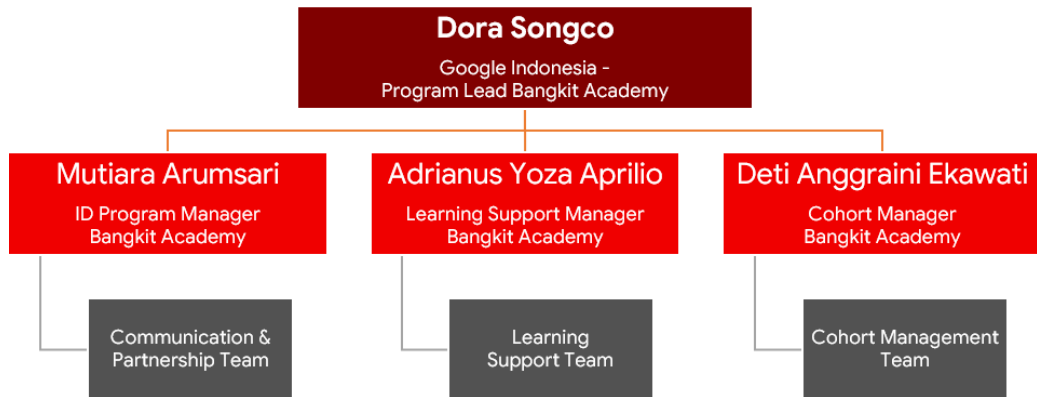 Dora Songco
Google Indonesia -
Program Lead Bangkit Academy
Mutiara Arumsari
ID Program Manager
Bangkit Academy
Adrianus Yoza Aprilio
Learning Support Manager
Bangkit Academy
Deti Anggraini Ekawati
Cohort Manager
Bangkit Academy
Communication &
Partnership Team
Learning
Support Team
Cohort Management
Team